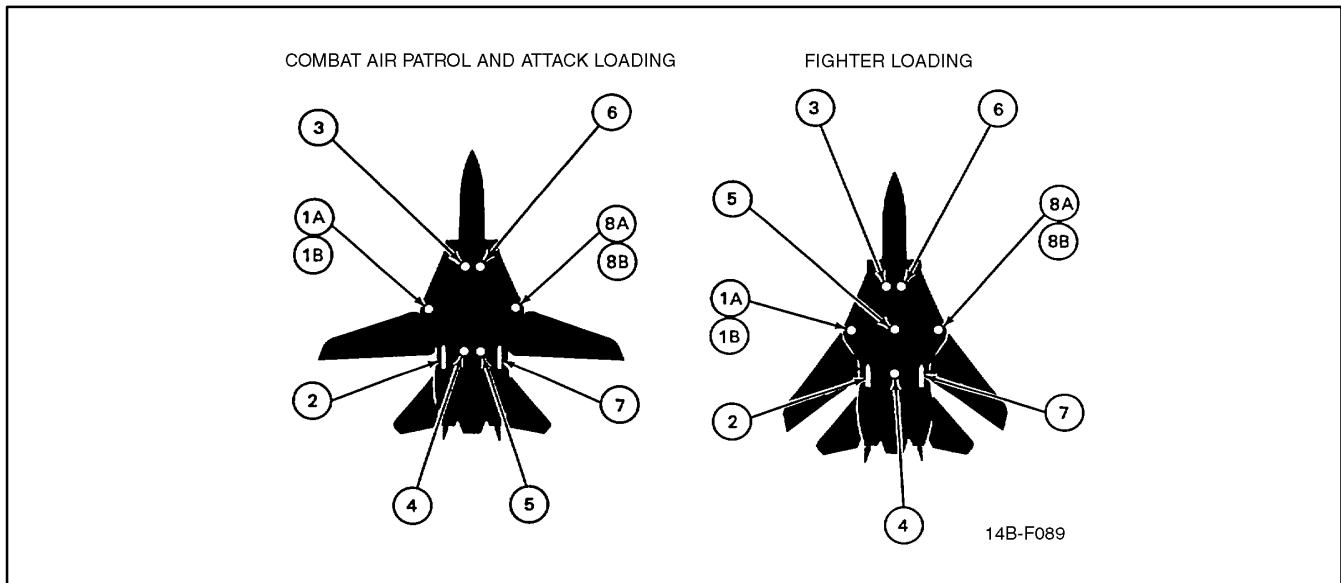 COMBAT AIR PATROL AND ATTACK LOADING
3
6
1A
1B
8A
8B
2
7
4
5
FIGHTER LOADING
3
6
5
8A
8B
1A
1B
2
7
4
14B-F089